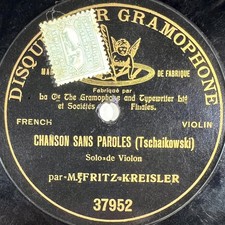 DISQUE POUR GRAMOPHONE
MARQUE DE FABRIQUE
Fabriqué par
La Cie The Gramophone and Typewriter Ltd
et Sociétés Filiales.
FRENCH VIOLIN
CHANSON SANS PAROLES (Tschaikowski)
Solo de Violon
par M. FRITZ KREISLER
37952